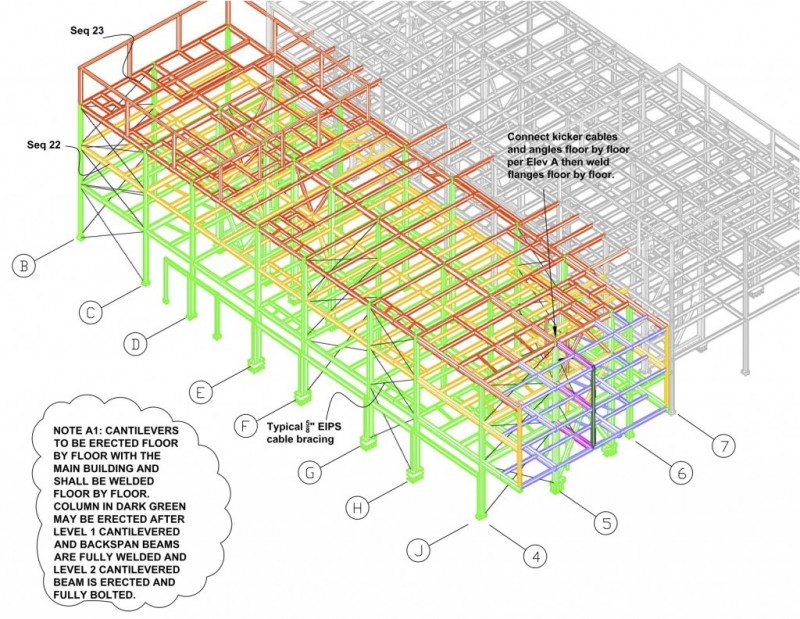 Seq 23
Seq 22
Connect kicker cables
and angles floor by floor
per Elev A then weld
flanges floor by floor.
B
C
D
E
F
G
H
J
4
5
6
7
Typical " EIPS
cable bracing
NOTE A1: CANTILEVERS
TO BE ERECTED FLOOR
BY FLOOR WITH THE
MAIN BUILDING AND
SHALL BE WELDED
FLOOR BY FLOOR.
COLUMN IN DARK GREEN
MAY BE ERECTED AFTER
LEVEL 1 CANTILEVERED
AND BACKSPAN BEAMS
ARE FULLY WELDED AND
LEVEL 2 CANTILEVERED
BEAM IS ERECTED AND
FULLY BOLTED.